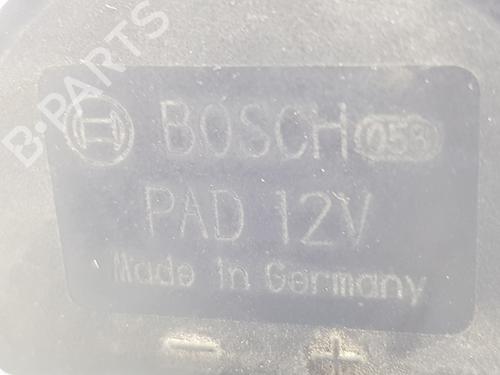 B-PARTS
BOSCH 058
PAD 12V
Made in Germany
- +